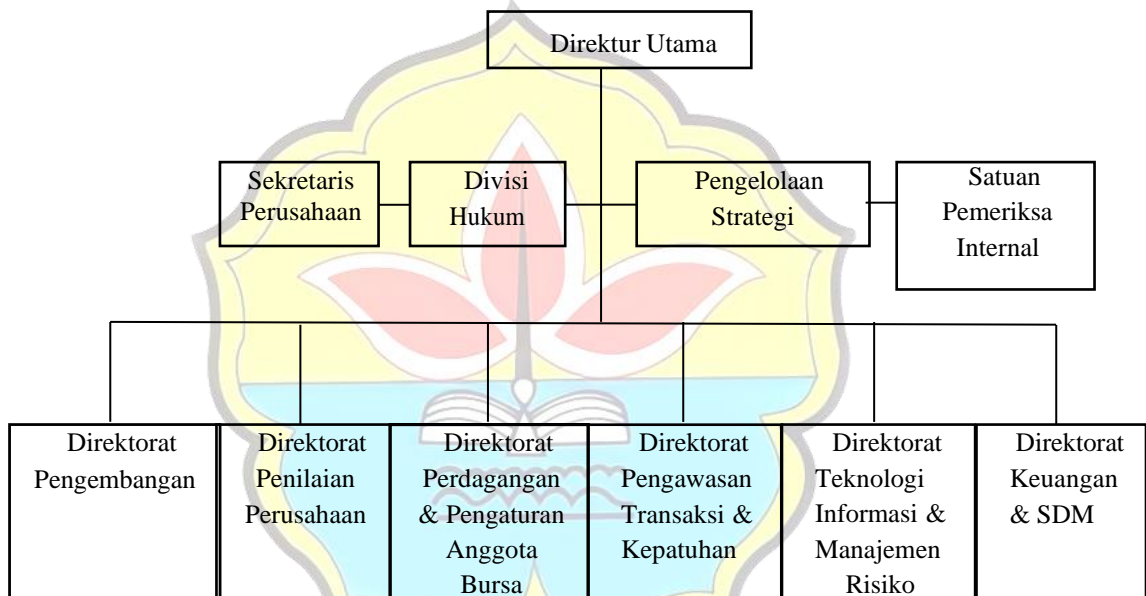 Direktur Utama
Sekretaris
Perusahaan
Divisi
Hukum
Pengelolaan
Strategi
Satuan
Pemeriksa
Internal
Direktorat
Pengembangan
Direktorat
Penilaian
Perusahaan
Direktorat
Perdagangan
& Pengaturan
Anggota
Bursa
Direktorat
Pengawasan
Transaksi &
Kepatuhan
Direktorat
Teknologi
Informasi &
Manajemen
Risiko
Direktorat
Keuangan
& SDM